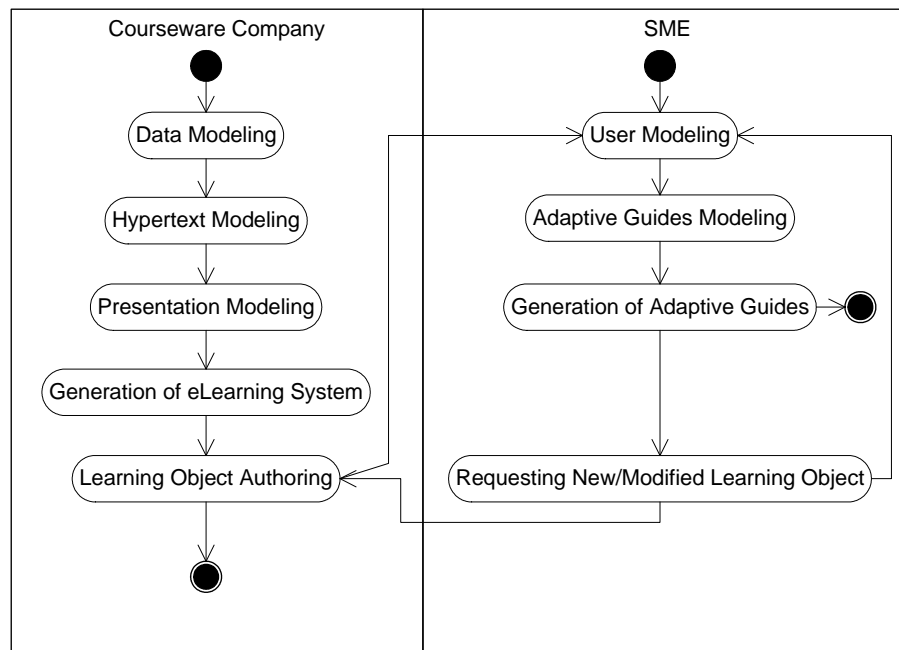 Courseware Company
Data Modeling
Hypertext Modeling
Presentation Modeling
Generation of eLearning System
Learning Object Authoring
SME
User Modeling
Adaptive Guides Modeling
Generation of Adaptive Guides
Requesting New/Modified Learning Object